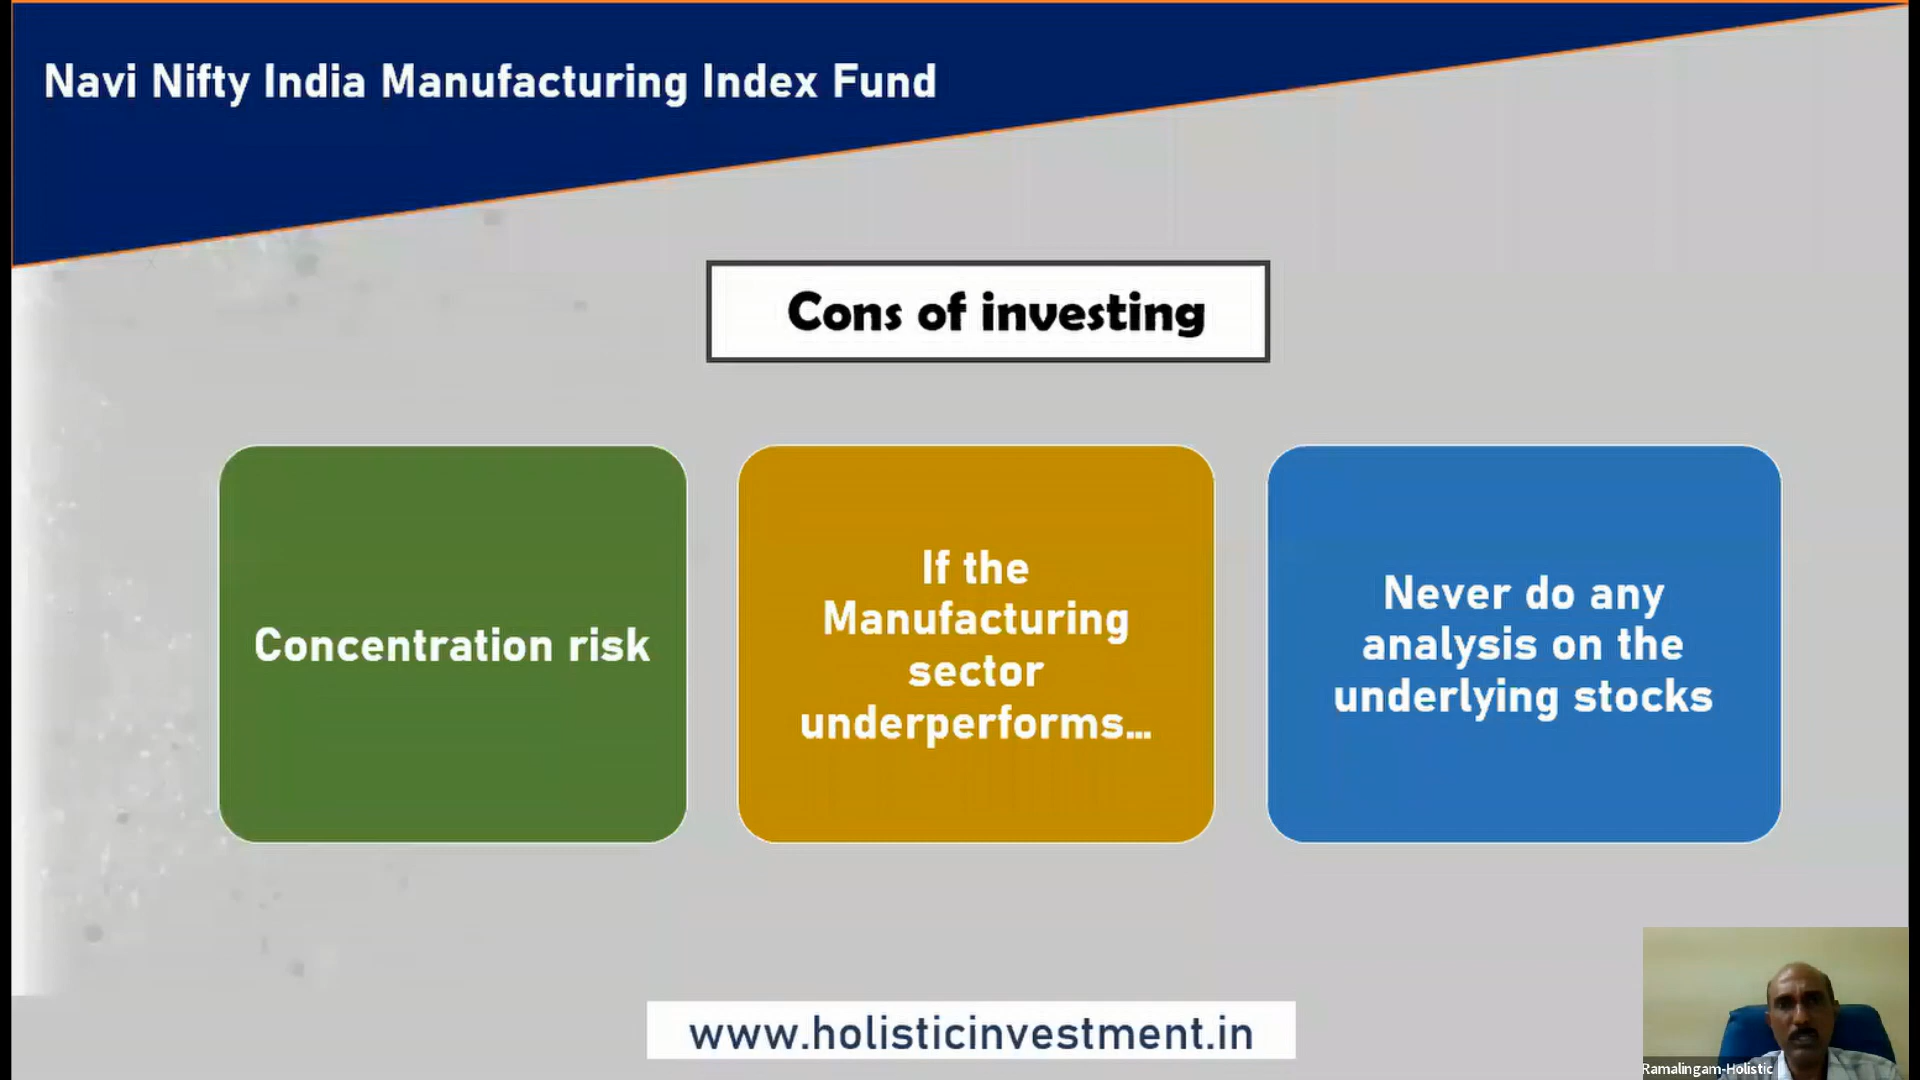 Navi Nifty India Manufacturing Index Fund
Cons of investing
Concentration risk
If the
Manufacturing
sector
underperforms...
Never do any
analysis on the
underlying stocks
www.holisticinvestment.in
Ramalingam-Holistic